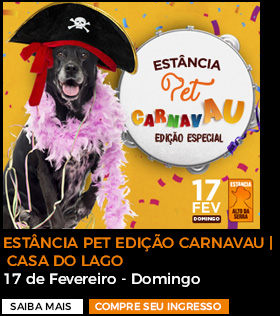 ESTÂNCIA
Pet
CARNAVAU
EDIÇÃO ESPECIAL
17
FEV
DOMINGO
ESTÂNCIA
ALTO DA
SERRA
ESTÂNCIA PET EDIÇÃO CARNAVAU |
CASA DO LAGO
17 de Fevereiro - Domingo
SAIBA MAIS
COMPRE SEU INGRESSO